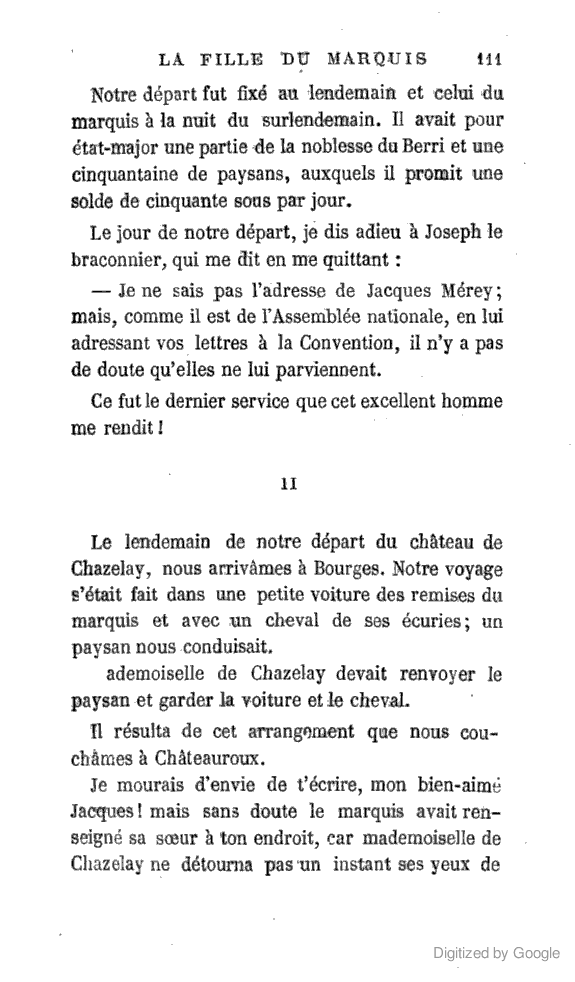 LA FILLE DU MARQUIS 111
Notre départ fut fixé au lendemain et celui du
marquis à la nuit du surlendemain. Il avait pour
état-major une partie de la noblesse du Berri et une
cinquantaine de paysans, auxquels il promit une
solde de cinquante sous par jour.
Le jour de notre départ, je dis adieu à Joseph le
braconnier, qui me dit en me quittant :
— Je ne sais pas l'adresse de Jacques Mérey;
mais, comme il est de l'Assemblée nationale, en lui
adressant vos lettres à la Convention, il n'y a pas
de doute qu'elles ne lui parviennent.
Ce fut le dernier service que cet excellent homme
me rendit !
II
Le lendemain de notre départ du château de
Chazelay, nous arrivâmes à Bourges. Notre voyage
s'était fait dans une petite voiture des remises du
marquis et avec un cheval de ses écuries; un
paysan nous conduisait.
ademoiselle de Chazelay devait renvoyer le
paysan et garder la voiture et le cheval.
Il résulta de cet arrangement que nous cou-
châmes à Châteauroux.
Je mourais d'envie de t'écrire, mon bien-aimé
Jacques ! mais sans doute le marquis avait ren-
seigné sa sœur à ton endroit, car mademoiselle de
Chazelay ne détourna pas un instant ses yeux de
Digitized by Google